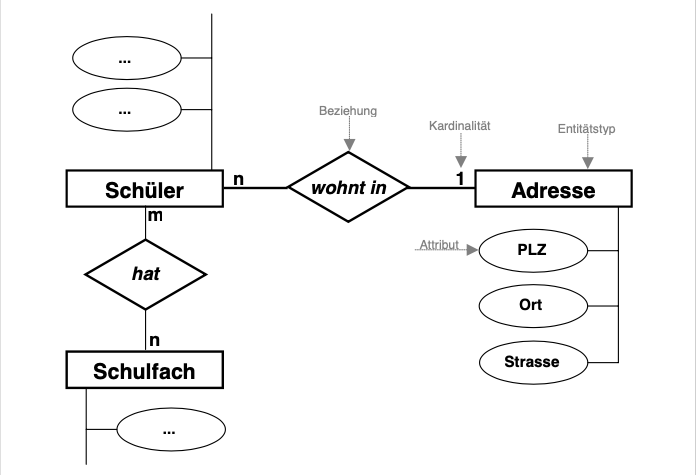 ...
...
Beziehung
Kardinalität
Entitätstyp
Schüler
n
wohnt in
1
Adresse
m
Attribut
PLZ
hat
Ort
n
Strasse
Schulfach
...